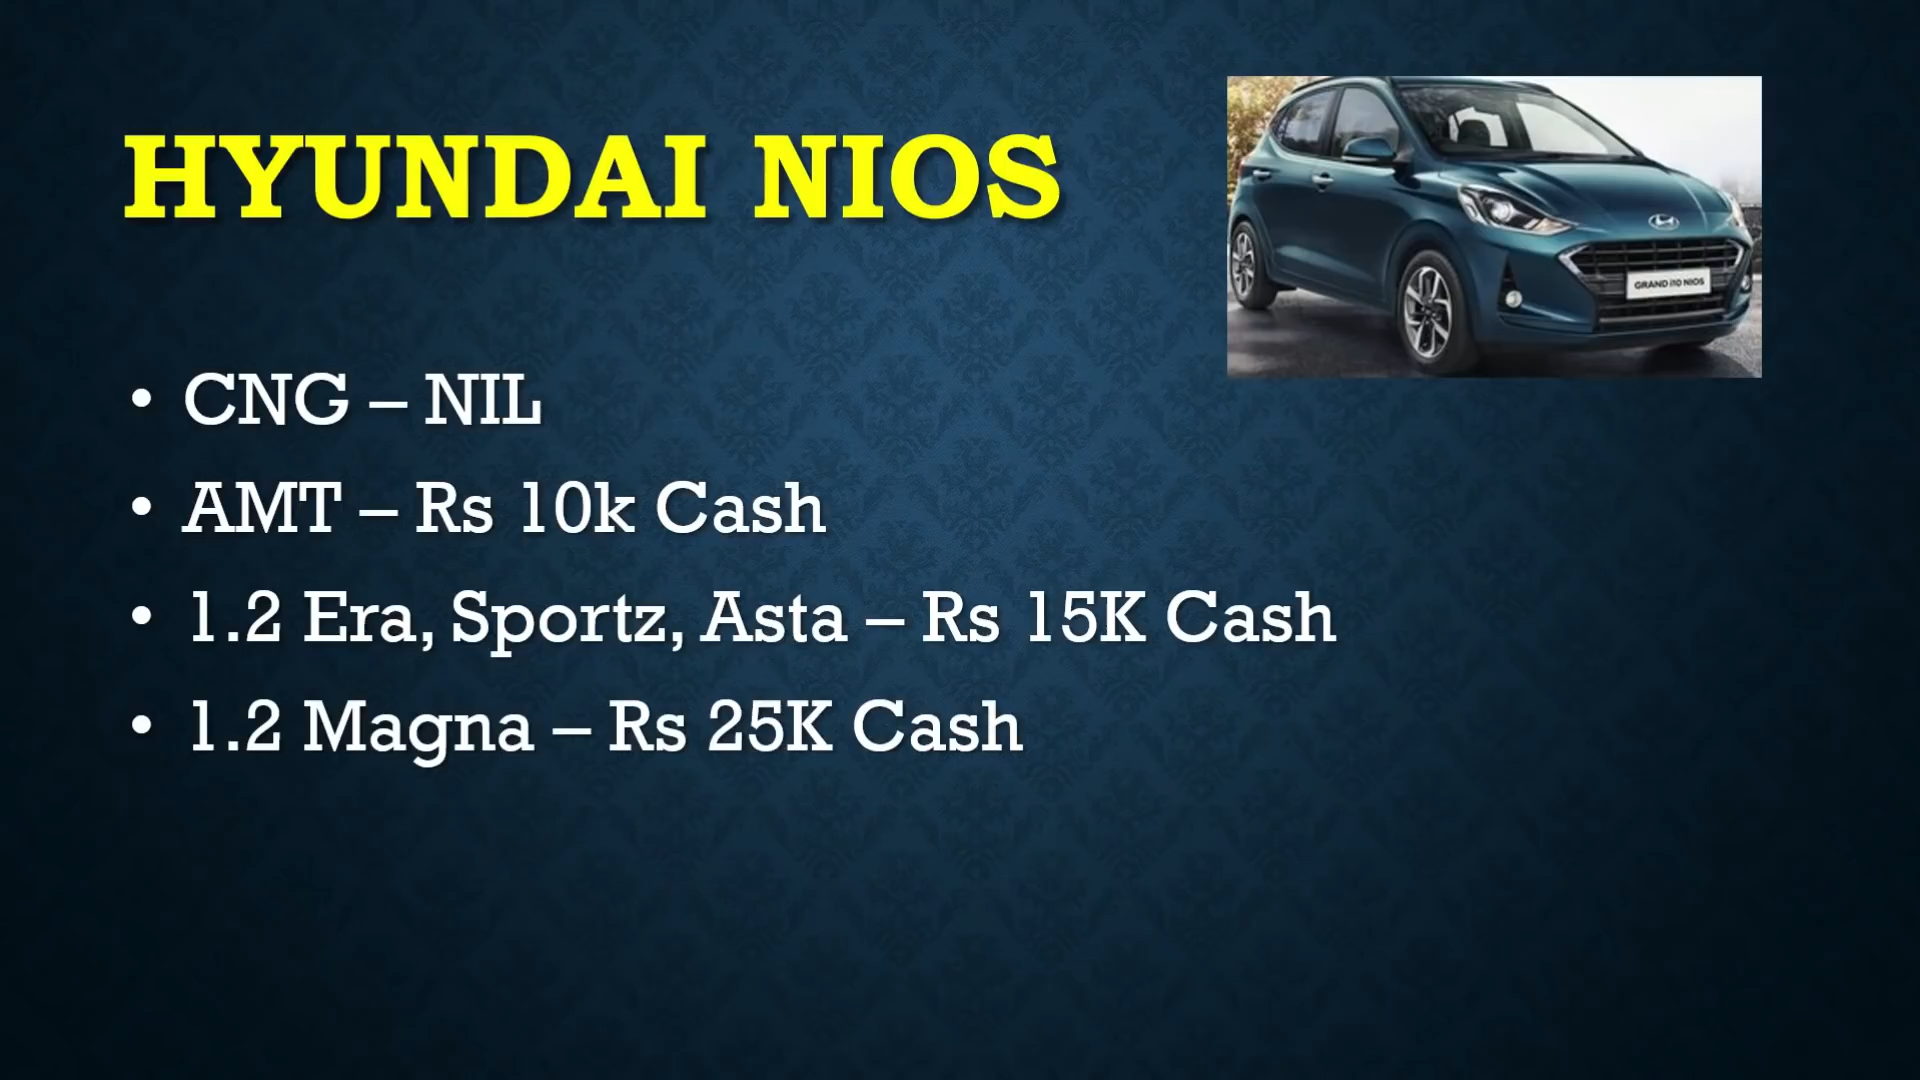 HYUNDAI NIOS
GRAND i10 NIOS
• CNG – NIL
• AMT – Rs 10k Cash
• 1.2 Era, Sportz, Asta – Rs 15K Cash
• 1.2 Magna – Rs 25K Cash